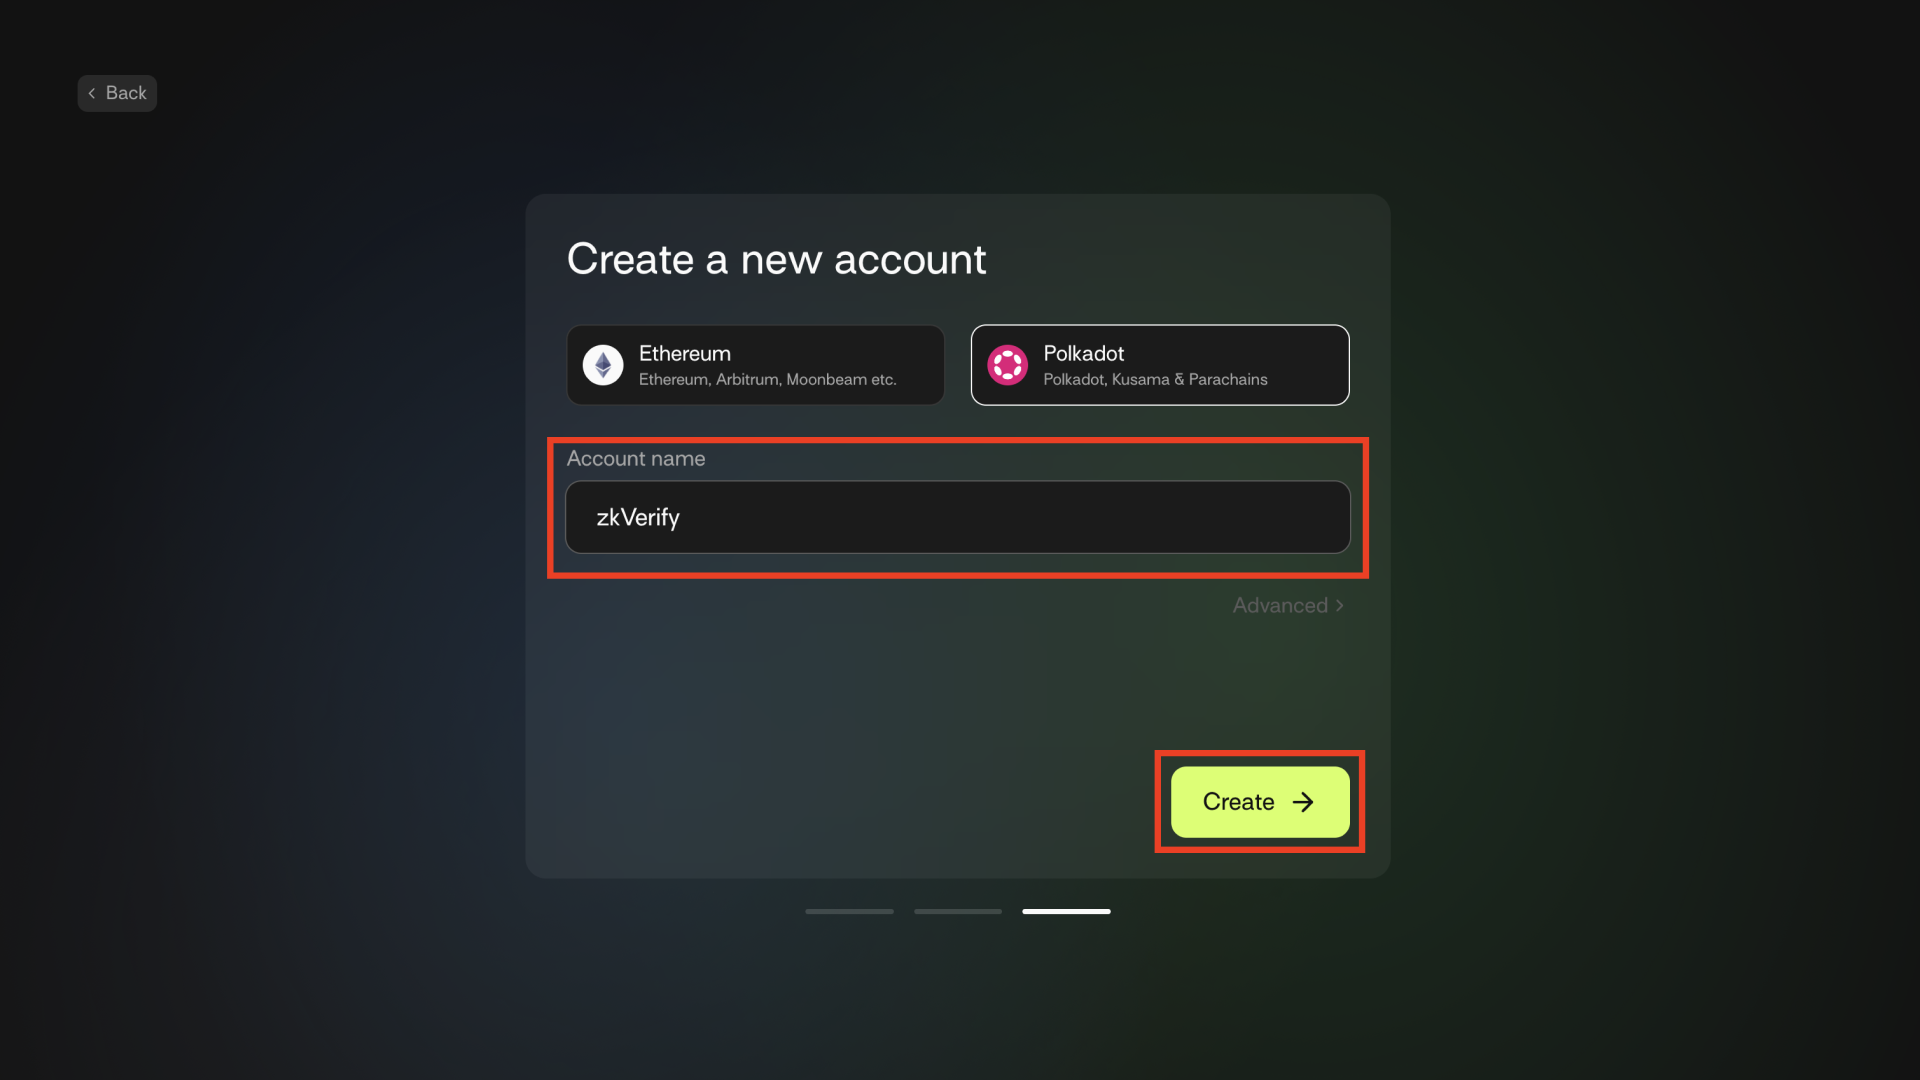 Back
Create a new account
Ethereum
Ethereum, Arbitrum, Moonbeam etc.
Polkadot
Polkadot, Kusama & Parachains
Account name
zkVerify
Advanced
Create